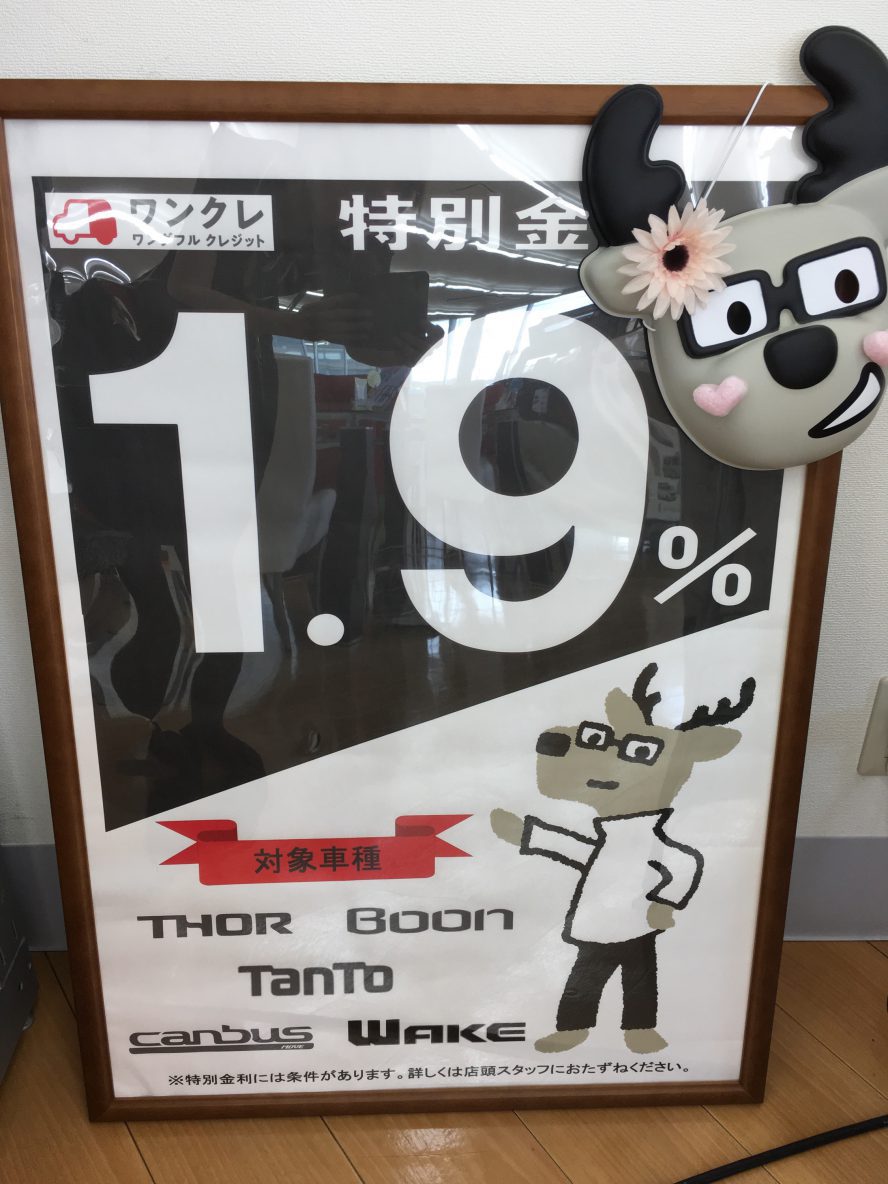 ワンクレ
ワンダフル クレジット
特別金
1.9%
対象車種
THOR Boon
TanTo
canbus
MOVE
WAKE
※特別金利には条件があります。詳しくは店頭スタッフにおたずねください。